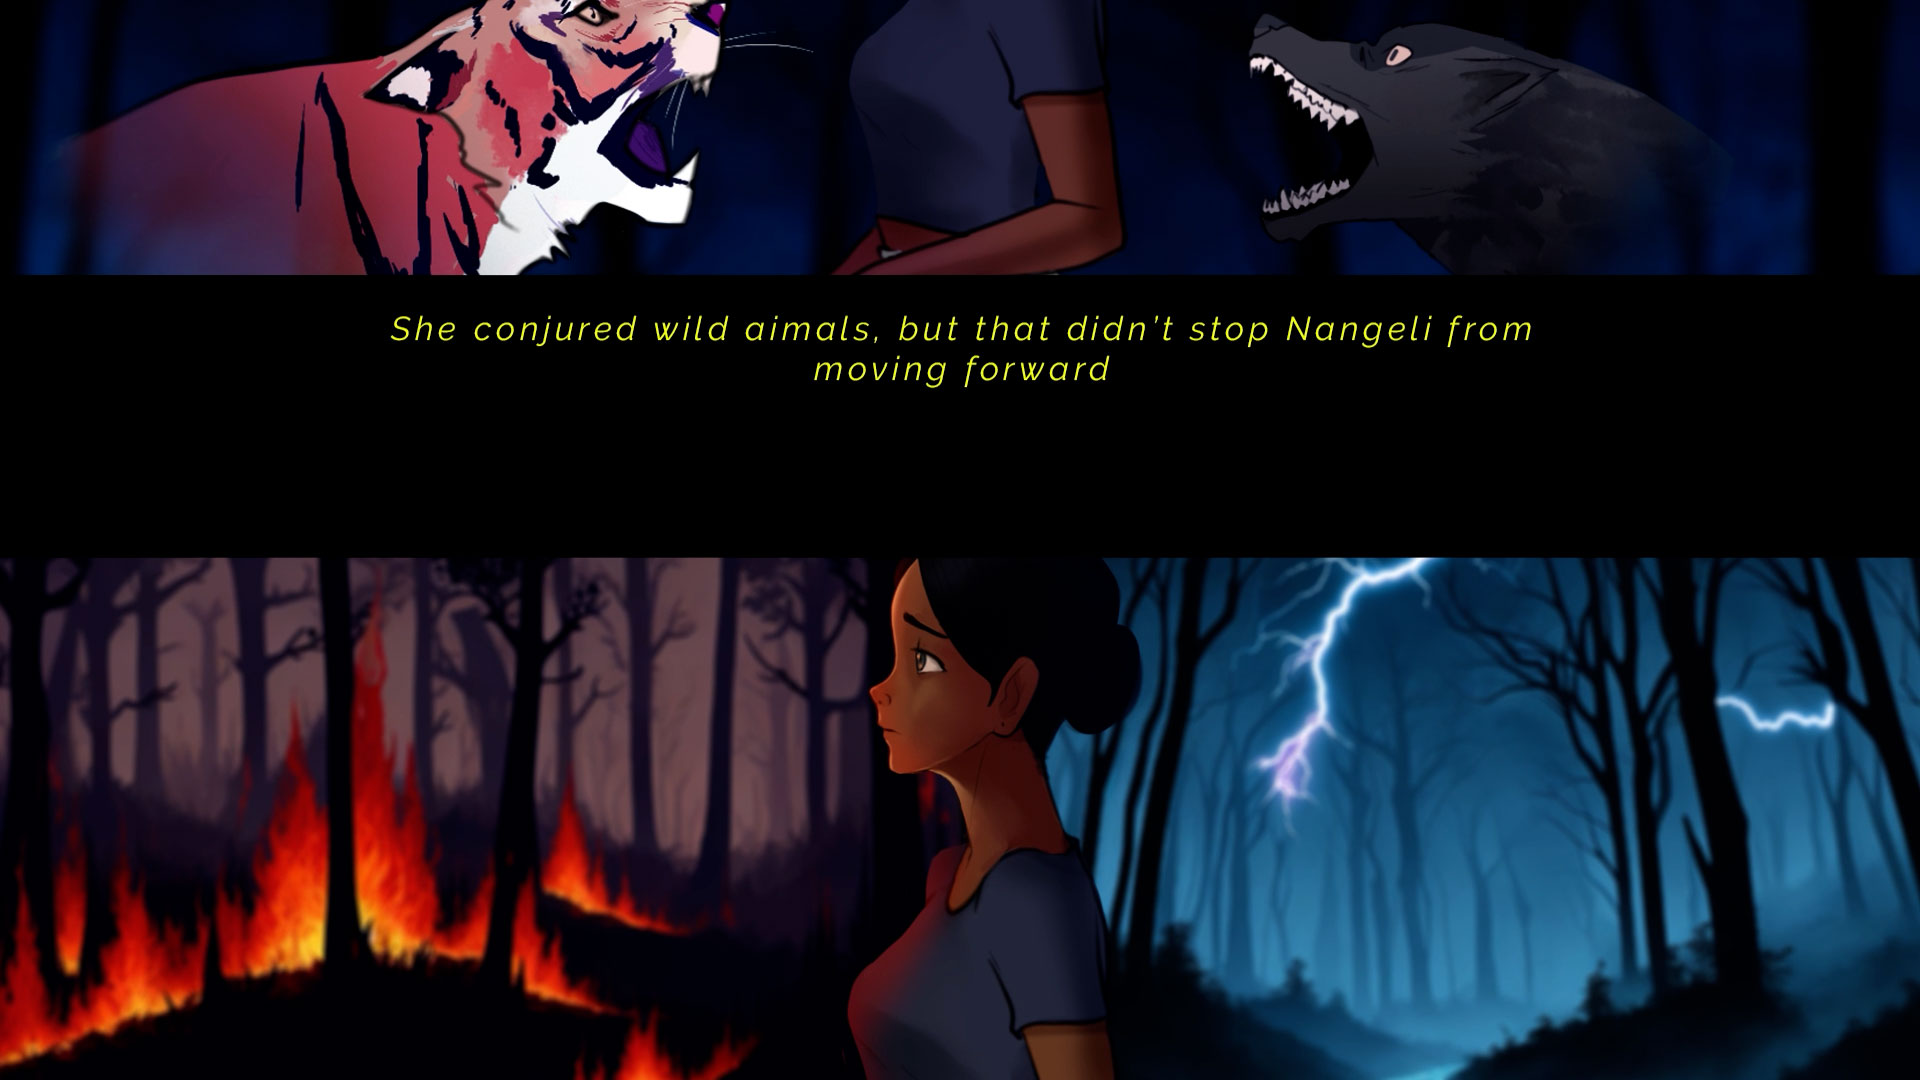 She conjured wild aimals, but that didn't stop Nangeli from
moving forward